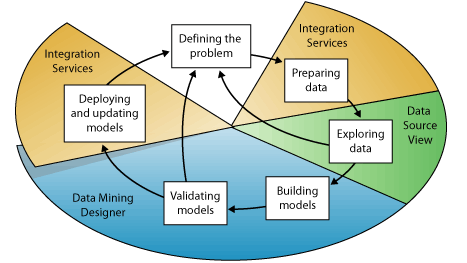 Defining the
problem
Integration
Services
Integration
Services
Preparing
data
Deploying
and updating
models
Data
Source
View
Exploring
data
Building
models
Validating
models
Data Mining
Designer